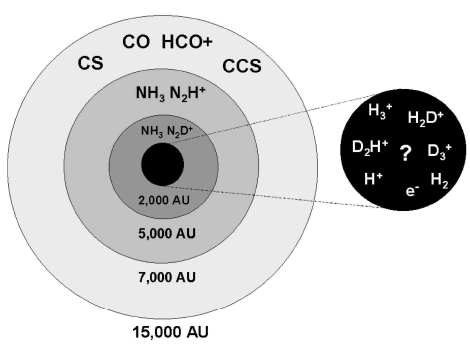 CO HCO+
CS CCS
NH₃ N₂H⁺
NH₃ N₂D⁺
2,000 AU
5,000 AU
7,000 AU
15,000 AU
H₃⁺ H₂D⁺
D₂H⁺ ? D₃⁺
H⁺ e⁻ H₂